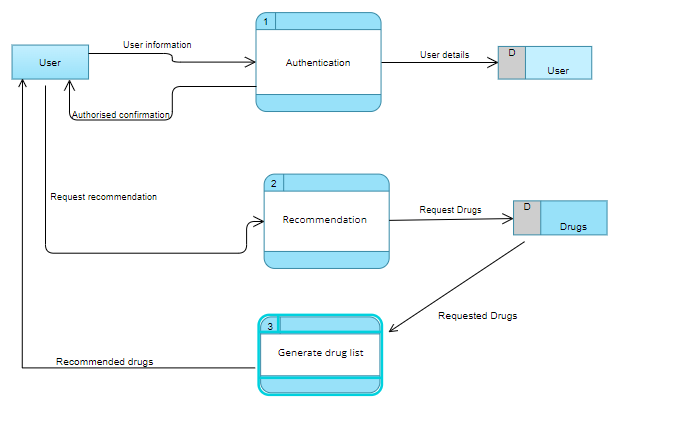 1
User information
User details
D
User
Authentication
User
Authorised confirmation
2
Request recommendation
Request Drugs
D
Recommendation
Drugs
Requested Drugs
3
Generate drug list
Recommended drugs